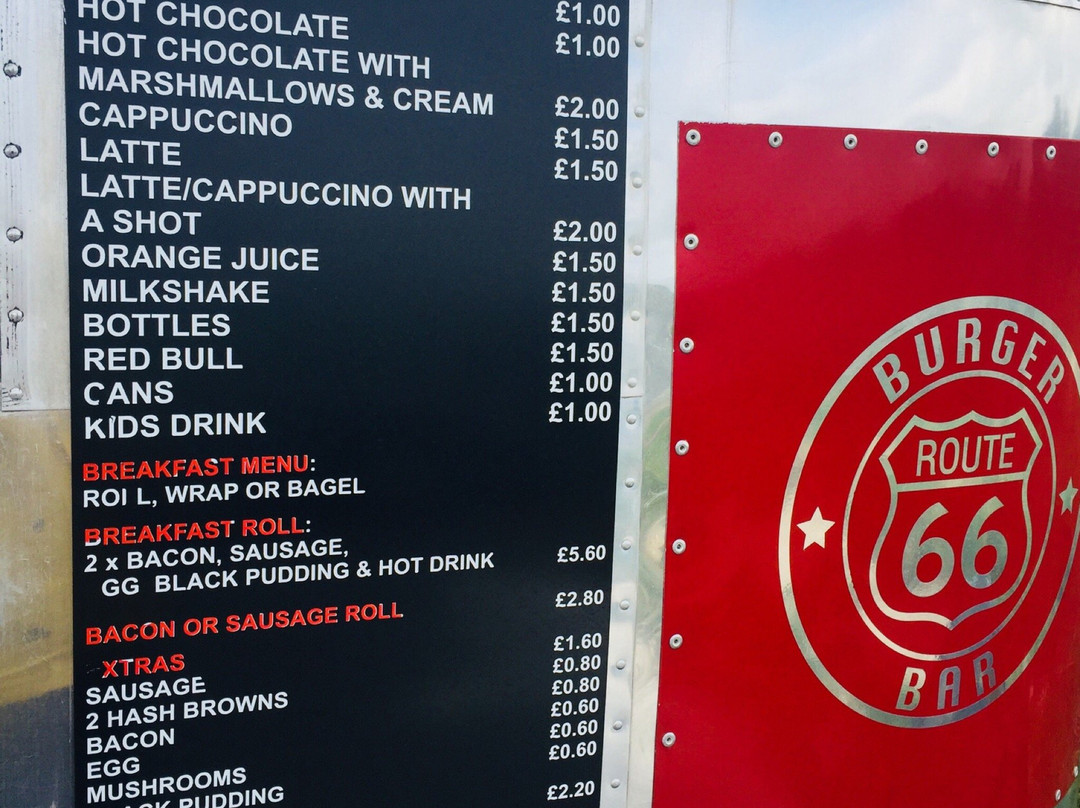 £1.00
HOT CHOCOLATE £1.00
HOT CHOCOLATE WITH
MARSHMALLOWS & CREAM £2.00
CAPPUCCINO £1.50
LATTE £1.50
LATTE/CAPPUCCINO WITH
A SHOT £2.00
ORANGE JUICE £1.50
MILKSHAKE £1.50
BOTTLES £1.50
RED BULL £1.50
CANS £1.00
KIDS DRINK £1.00
BREAKFAST MENU:
ROI L, WRAP OR BAGEL
BREAKFAST ROLL:
2 x BACON, SAUSAGE,
GG BLACK PUDDING & HOT DRINK £5.60
BACON OR SAUSAGE ROLL £2.80
XTRAS
SAUSAGE £1.60
2 HASH BROWNS £0.80
BACON £0.80
EGG £0.60
MUSHROOMS £0.60
ACK PUDDING £0.60
£2.20
BURGER
ROUTE
66
BAR